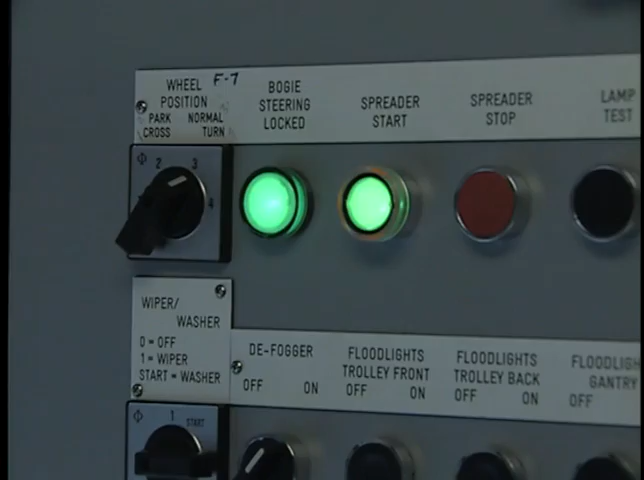 WHEEL F-7
POSITION
PARK NORMAL
CROSS TURN
BOGIE
STEERING
LOCKED
SPREADER
START
SPREADER
STOP
LAMP
TEST
2 3
4
WIPER/
WASHER
0 = OFF
1 = WIPER
START = WASHER
DE-FOGGER
OFF ON
FLOODLIGHTS
TROLLEY FRONT
OFF ON
FLOODLIGHTS
TROLLEY BACK
OFF ON
FLOODLIGH
GANTRY
OFF
1 START